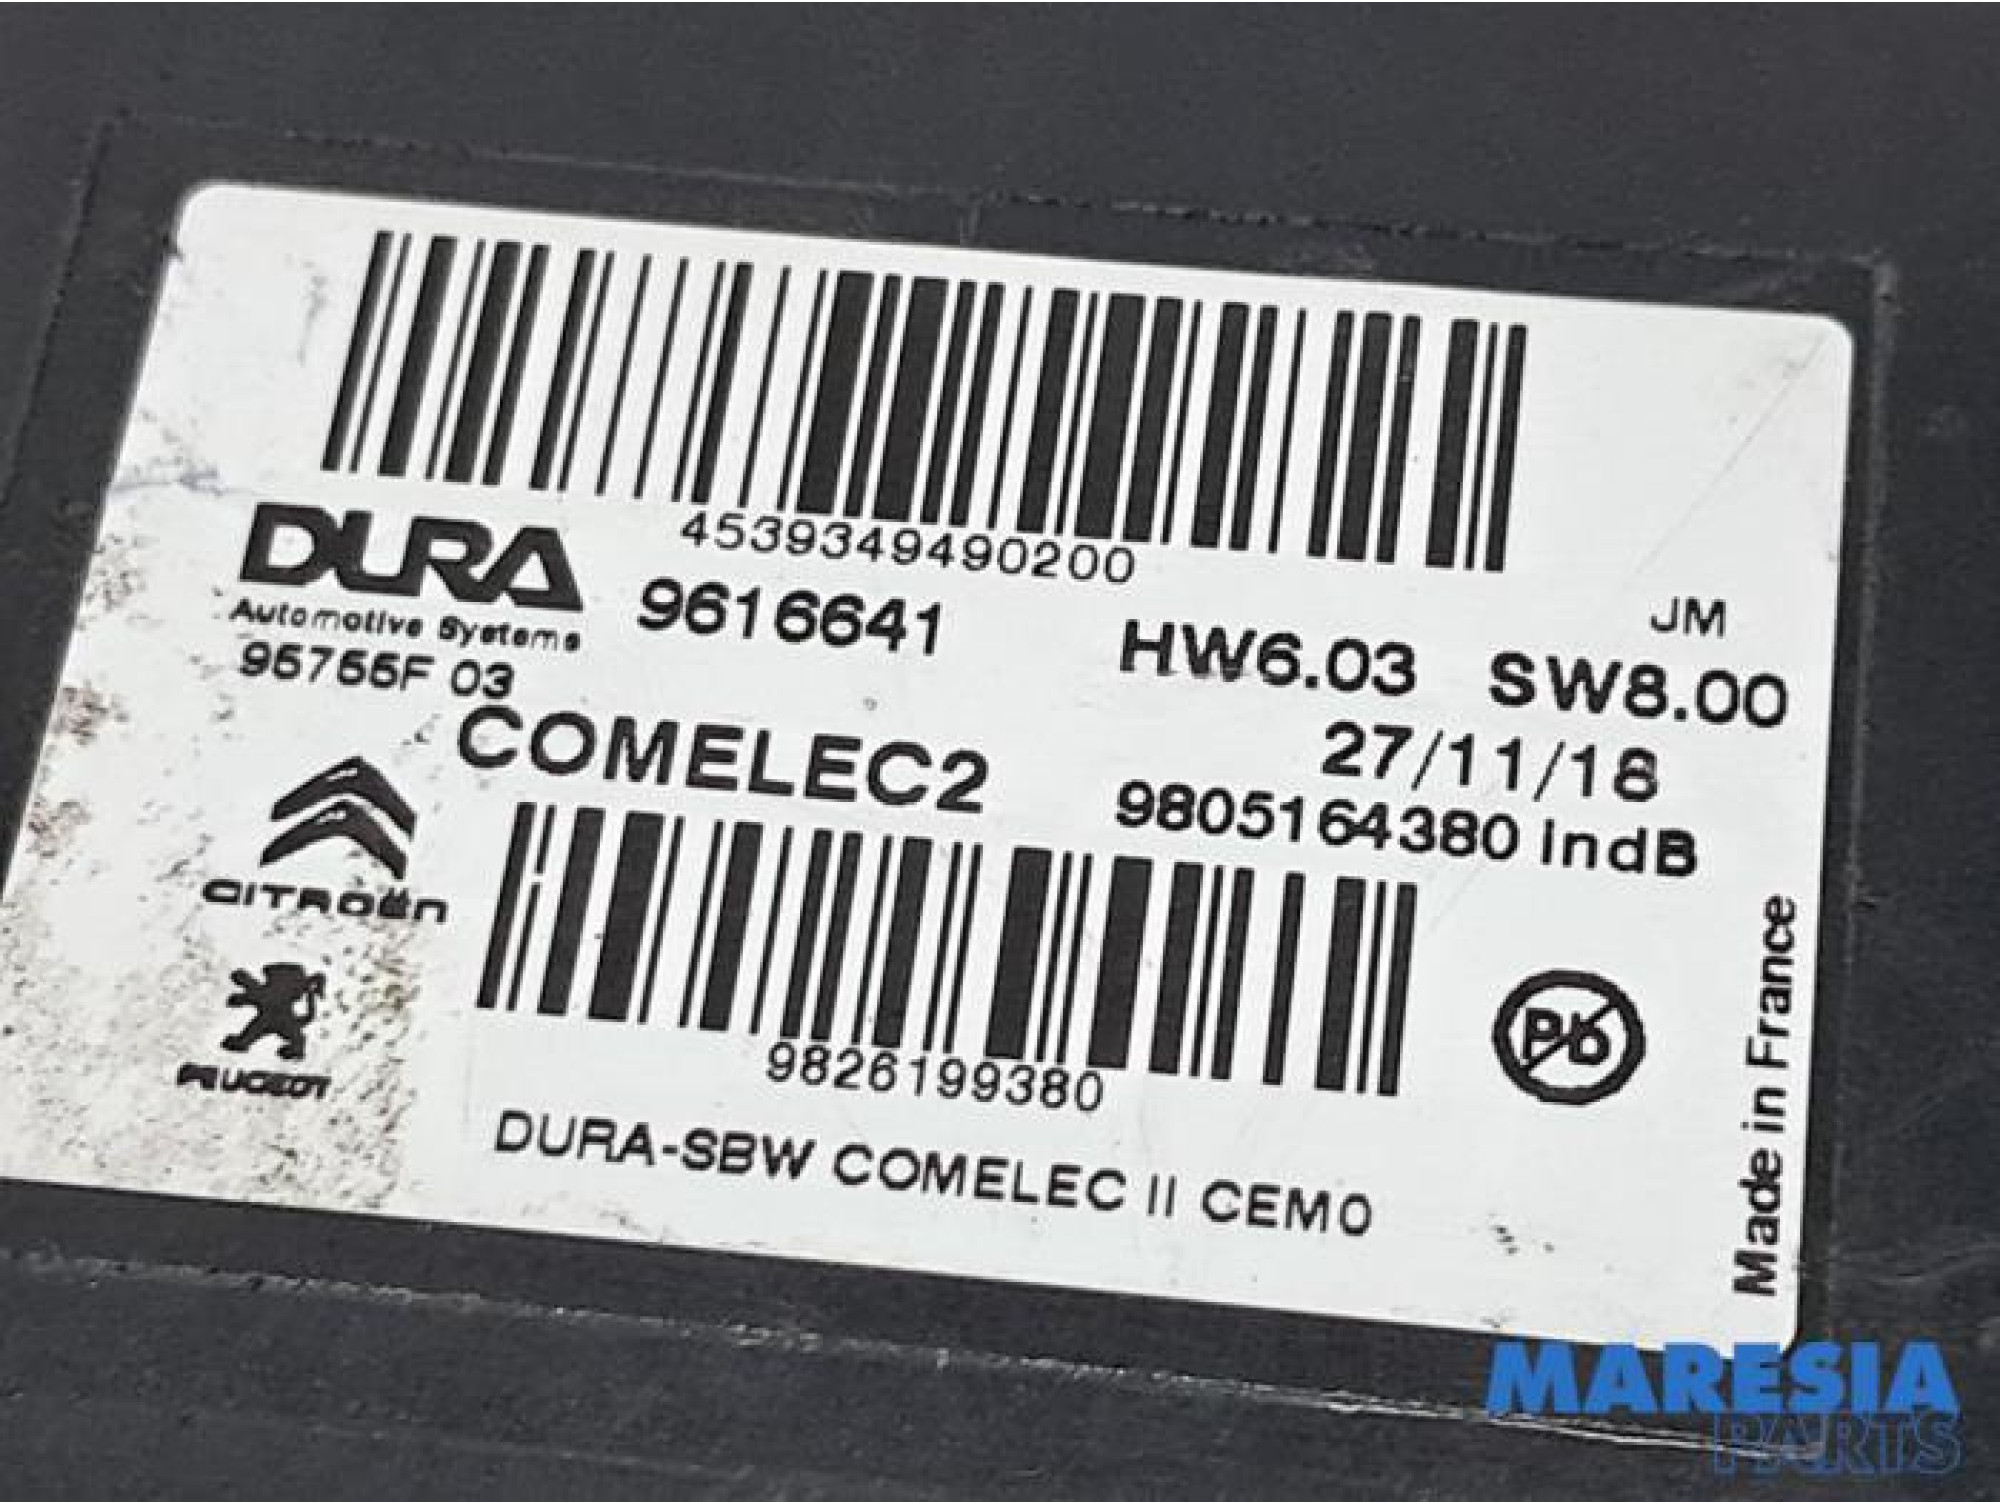 4539349490200
DURA
Automotive Systems
9616641
JM
HW6.03 SW8.00
95755F 03
COMELEC2
27/11/18
9805164380 indB
CITROËN
PEUGEOT
9826199380
Pb
DURA-SBW COMELEC II CEM0
Made in France
MARESIA
PARTS